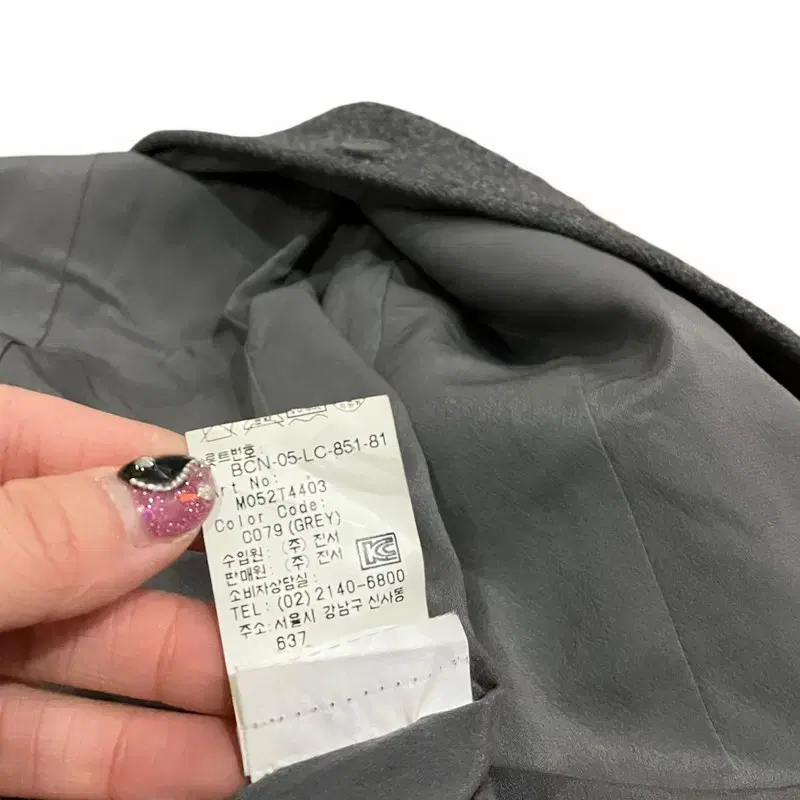 롯트번호:
BCN-05-LC-851-81
Art No:
M052T4403
Color Code:
C079(GREY)
수입원: (주) 진서
판매원: (주) 진서
KC
소비자상담실:
TEL: (02) 2140-6800
주소: 서울시 강남구 신사동
637